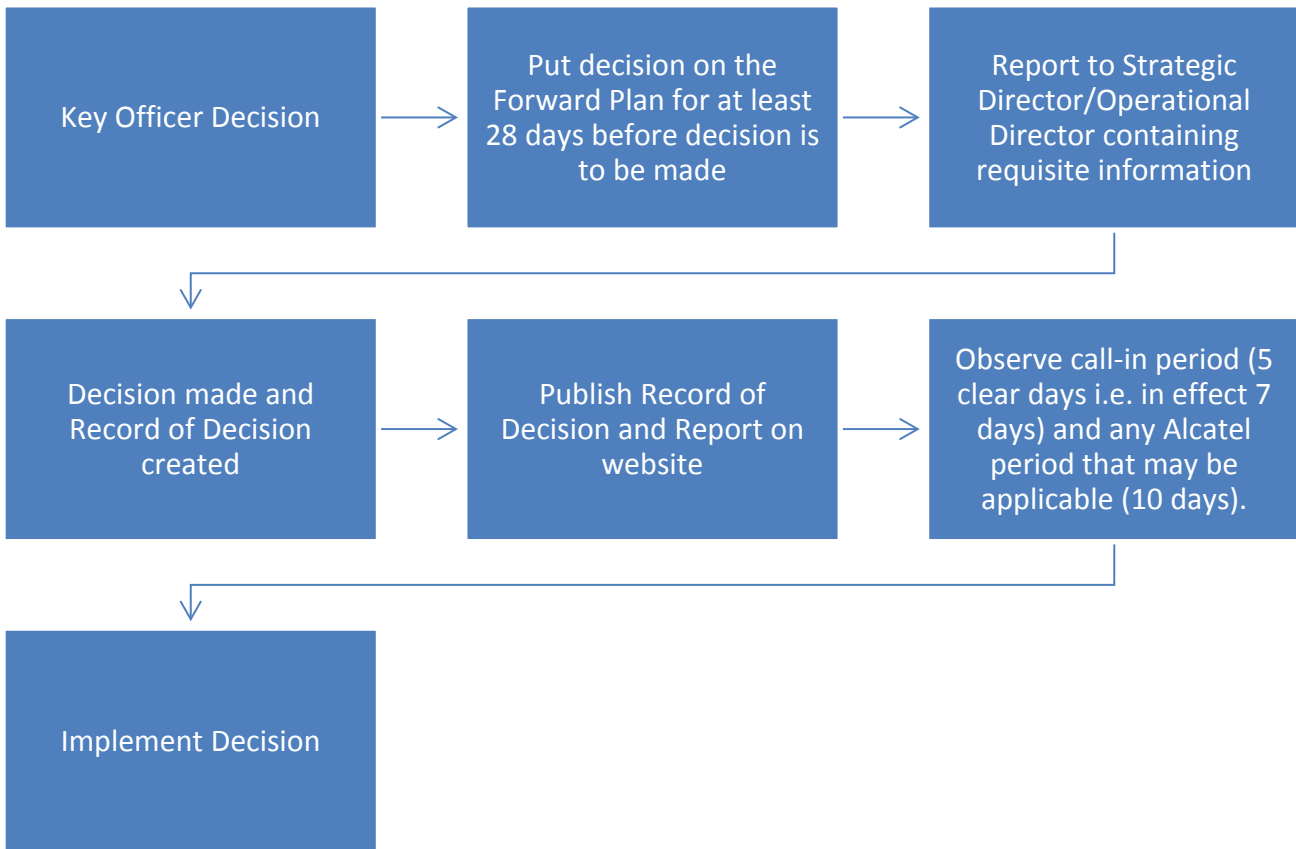 Key Officer Decision
Put decision on the
Forward Plan for at least
28 days before decision is
to be made
Report to Strategic
Director/Operational
Director containing
requisite information
Decision made and
Record of Decision
created
Publish Record of
Decision and Report on
website
Observe call-in period (5
clear days i.e. in effect 7
days) and any Alcatel
period that may be
applicable (10 days).
Implement Decision